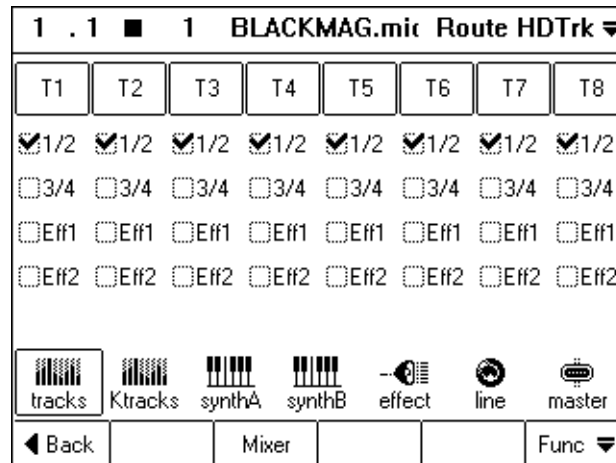 1 .1 1 BLACKMAG.mic Route HDTrk
T1 T2 T3 T4 T5 T6 T7 T8
1/2 1/2 1/2 1/2 1/2 1/2 1/2 1/2
3/4 3/4 3/4 3/4 3/4 3/4 3/4 3/4
Eff1 Eff1 Eff1 Eff1 Eff1 Eff1 Eff1 Eff1
Eff2 Eff2 Eff2 Eff2 Eff2 Eff2 Eff2 Eff2
tracks Ktracks synthA synthB effect line master
Back Mixer Func